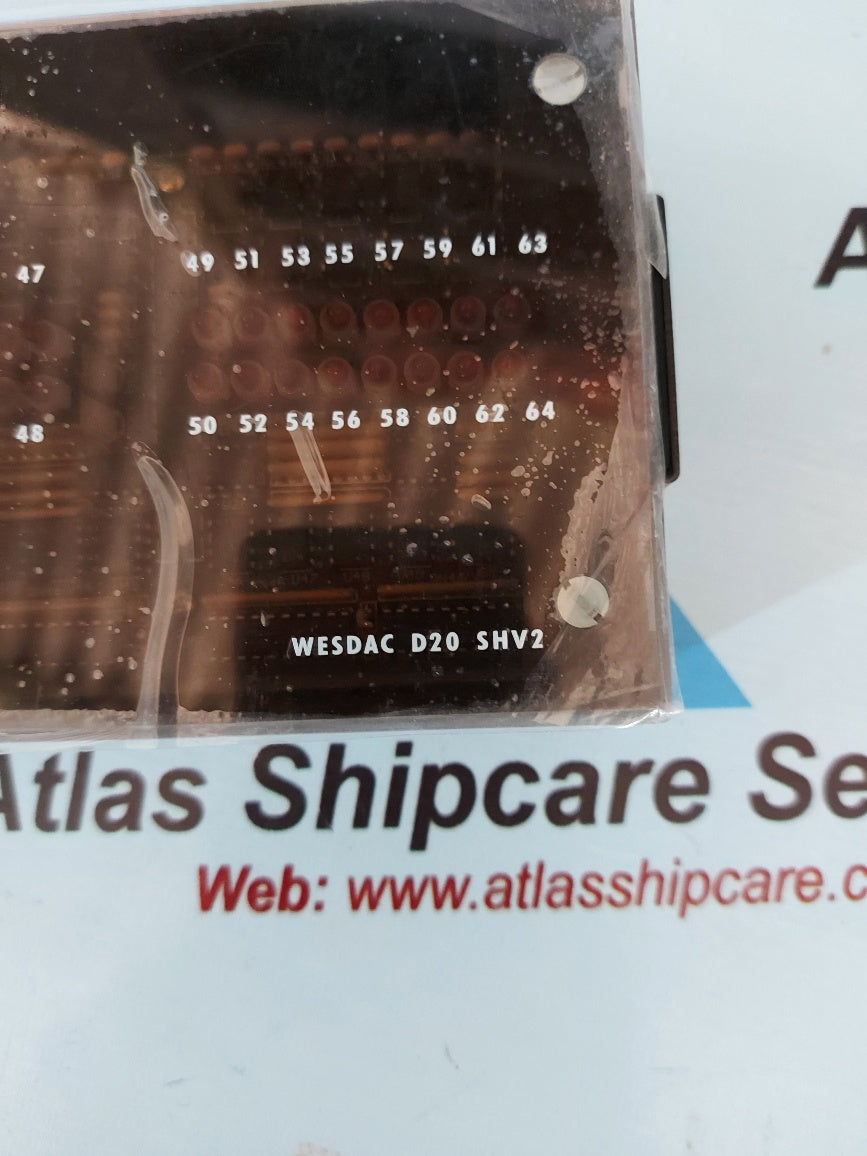 47
49 51 53 55 57 59 61 63
A
48
50 52 54 56 58 60 62 64
WESDAC D20 SHV2
Atlas Shipcare Se
Web: www.atlasshipcare.c